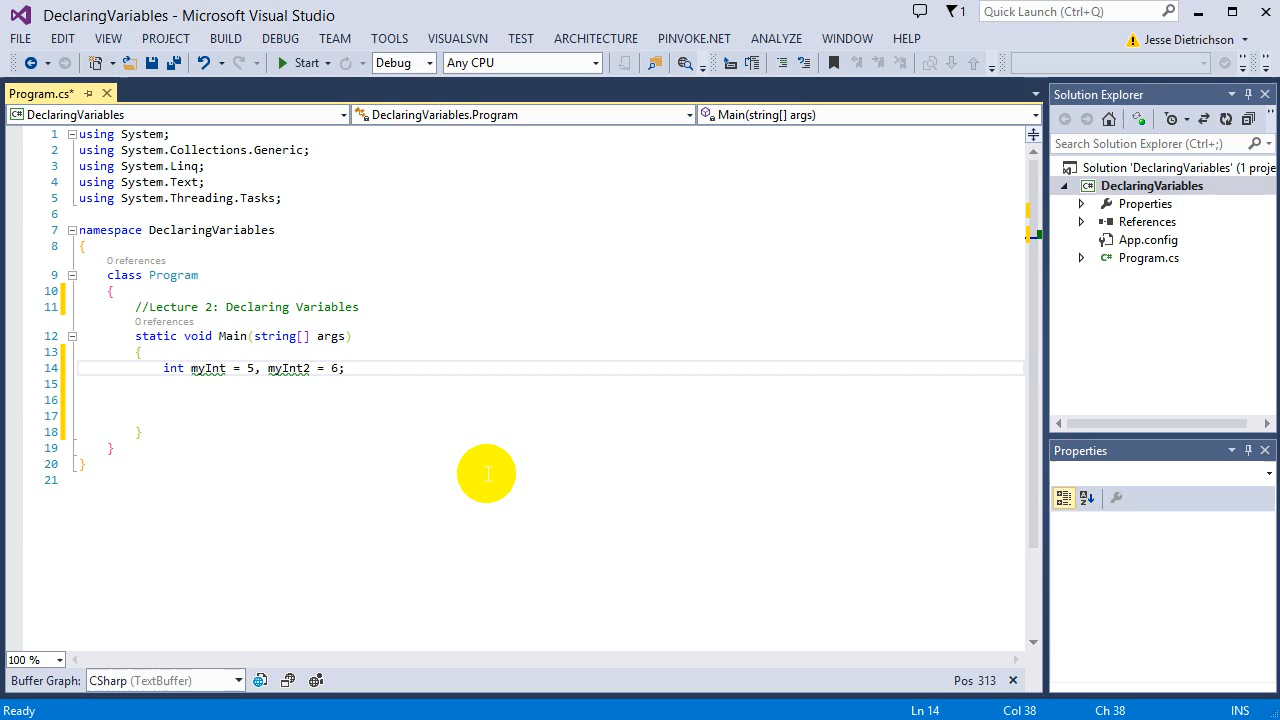 DeclaringVariables - Microsoft Visual Studio
1
Quick Launch (Ctrl+Q)
FILE EDIT VIEW PROJECT BUILD DEBUG TEAM TOOLS VISUALSVN TEST ARCHITECTURE PINVOKE.NET ANALYZE WINDOW HELP
Jesse Dietrichson
Start Debug Any CPU
Program.cs*
DeclaringVariables DeclaringVariables.Program Main(string[] args)
1 using System;
2 using System.Collections.Generic;
3 using System.Linq;
4 using System.Text;
5 using System.Threading.Tasks;
6
7 namespace DeclaringVariables
8 {
0 references
9 class Program
10 {
11 //Lecture 2: Declaring Variables
0 references
12 static void Main(string[] args)
13 {
14 int myInt = 5, myInt2 = 6;
15
16
17
18 }
19 }
20 }
21
100 %
Buffer Graph: CSharp (TextBuffer) Pos 313
Ready Ln 14 Col 38 Ch 38 INS
Solution Explorer
Search Solution Explorer (Ctrl+;)
Solution 'DeclaringVariables' (1 proje
DeclaringVariables
Properties
References
App.config
C# Program.cs
Properties